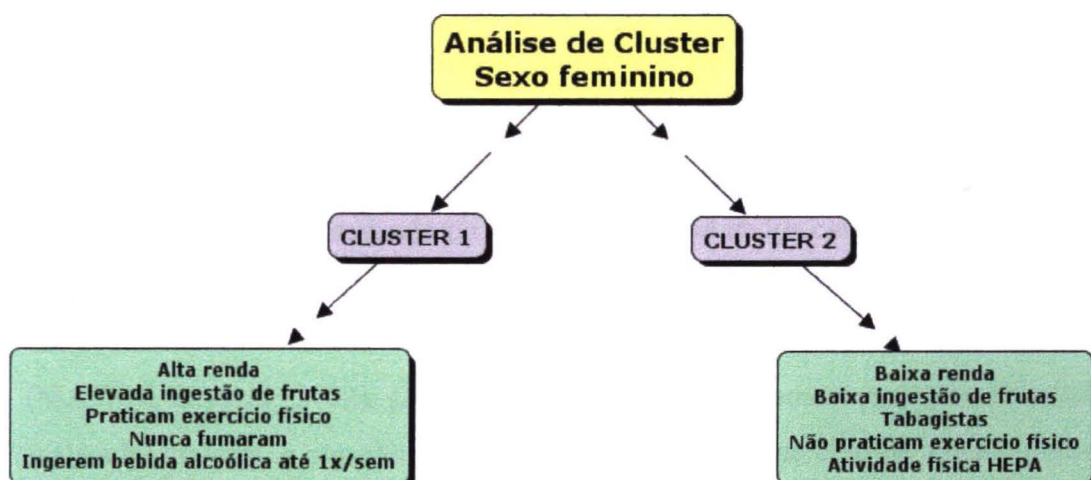 Análise de Cluster
Sexo feminino
CLUSTER 1
CLUSTER 2
Alta renda
Elevada ingestão de frutas
Praticam exercício físico
Nunca fumaram
Ingerem bebida alcoólica até 1x/sem
Baixa renda
Baixa ingestão de frutas
Tabagistas
Não praticam exercício físico
Atividade física HEPA